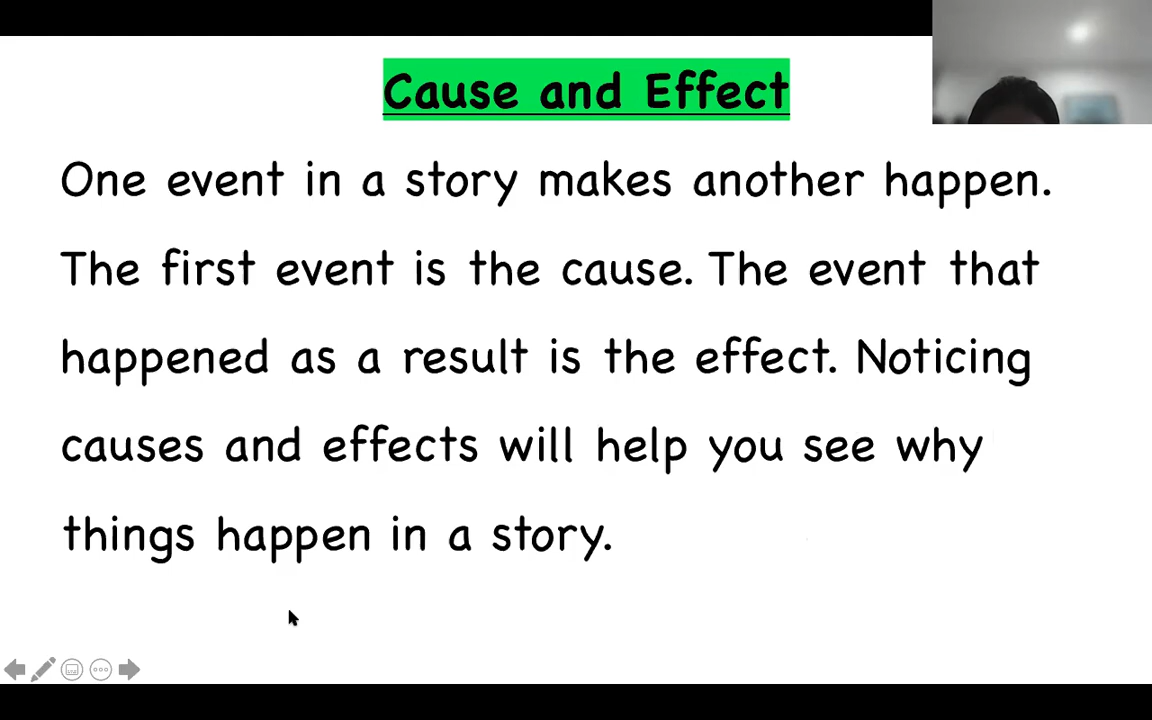 Cause and Effect
One event in a story makes another happen.
The first event is the cause. The event that
happened as a result is the effect. Noticing
causes and effects will help you see why
things happen in a story.